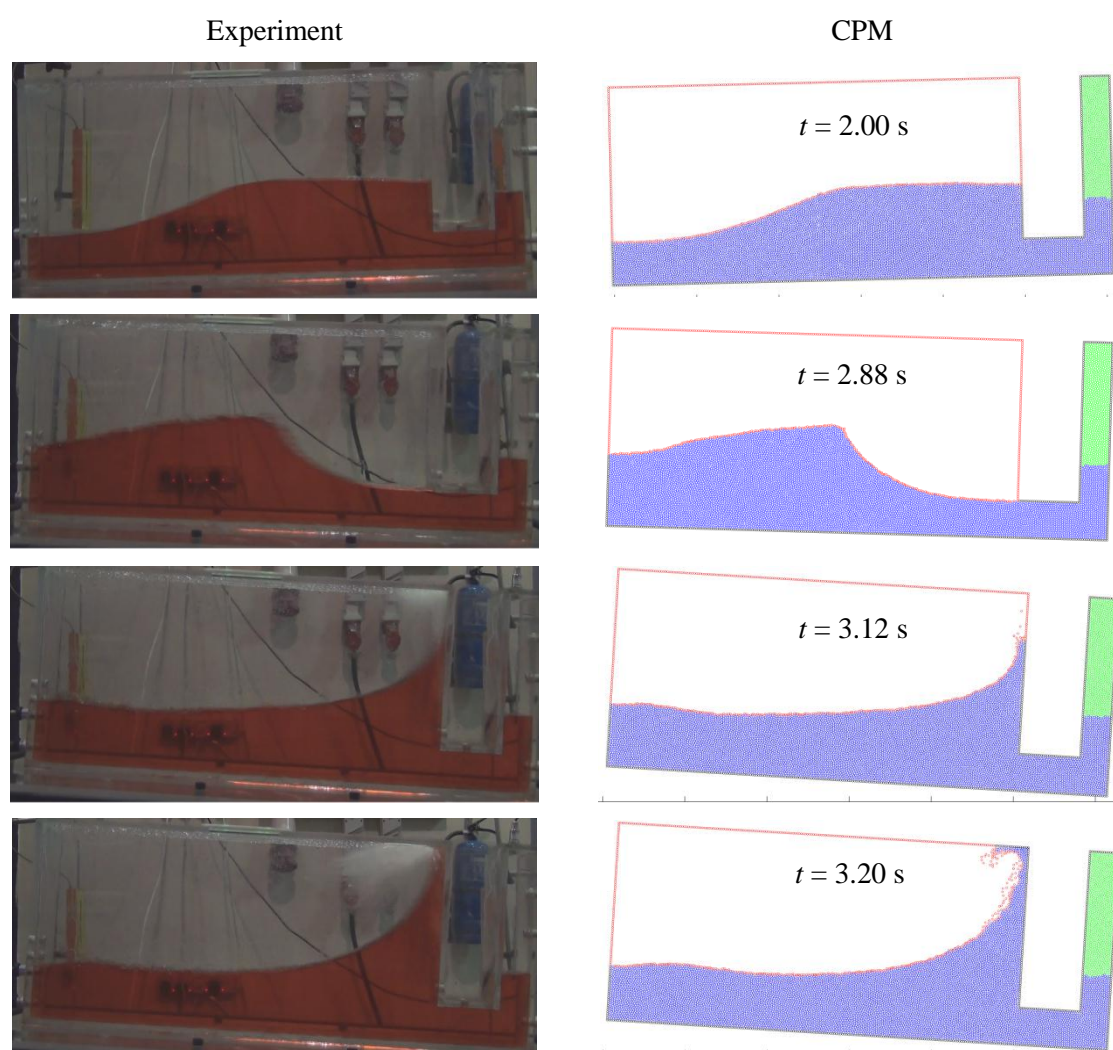 Experiment
CPM
t = 2.00 s
t = 2.88 s
t = 3.12 s
t = 3.20 s